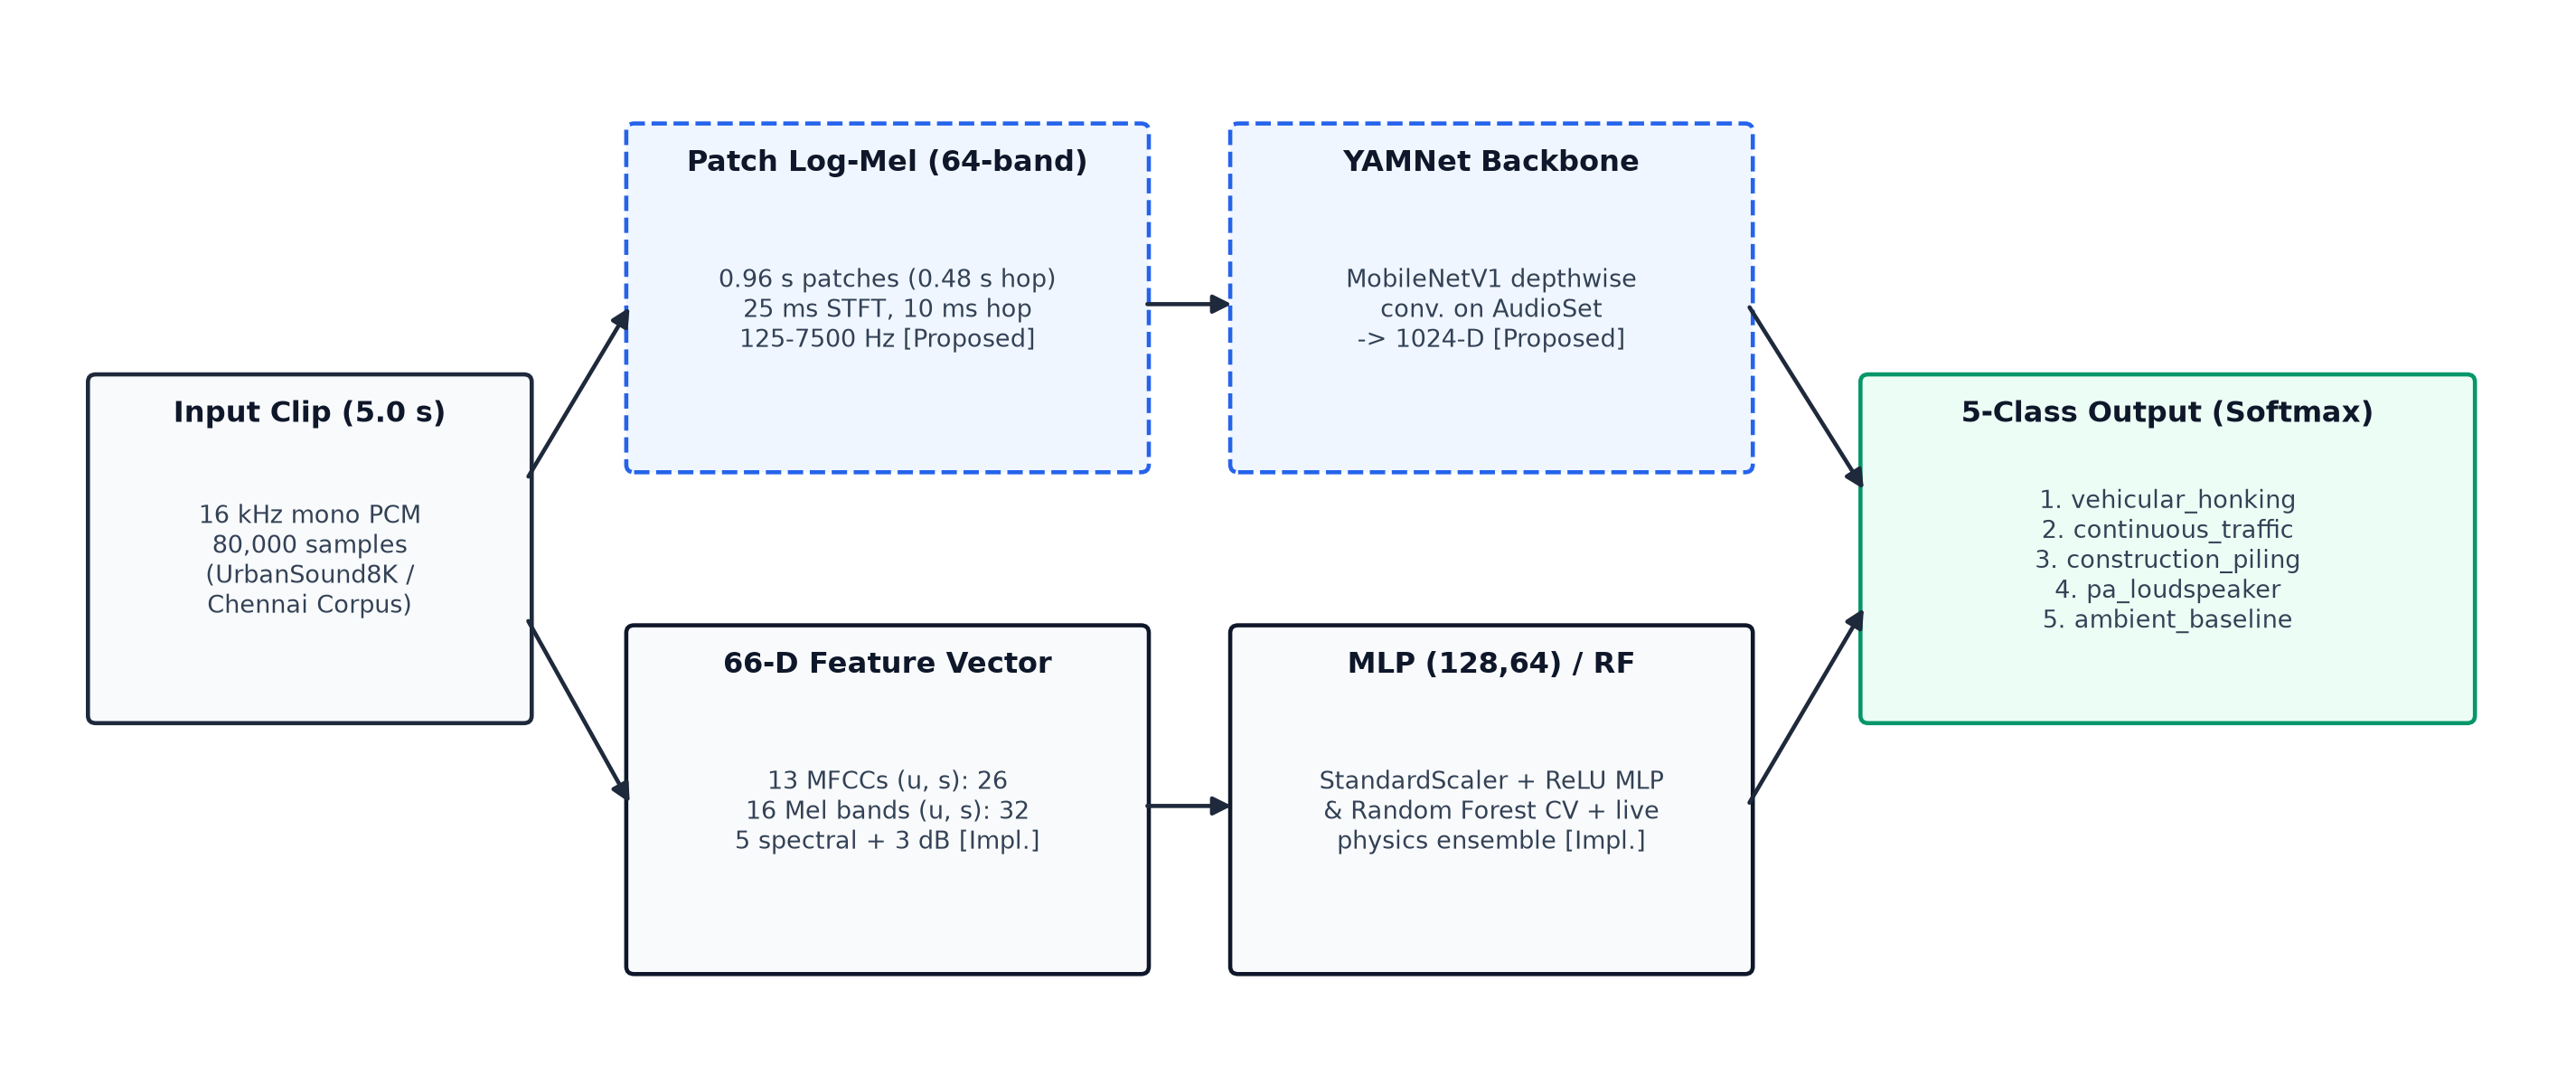 Input Clip (5.0 s)
16 kHz mono PCM
80,000 samples
(UrbanSound8K /
Chennai Corpus)
Patch Log-Mel (64-band)
0.96 s patches (0.48 s hop)
25 ms STFT, 10 ms hop
125-7500 Hz [Proposed]
YAMNet Backbone
MobileNetV1 depthwise
conv. on AudioSet
-> 1024-D [Proposed]
66-D Feature Vector
13 MFCCs (u, s): 26
16 Mel bands (u, s): 32
5 spectral + 3 dB [Impl.]
MLP (128,64) / RF
StandardScaler + ReLU MLP
& Random Forest CV + live
physics ensemble [Impl.]
5-Class Output (Softmax)
1. vehicular_honking
2. continuous_traffic
3. construction_piling
4. pa_loudspeaker
5. ambient_baseline